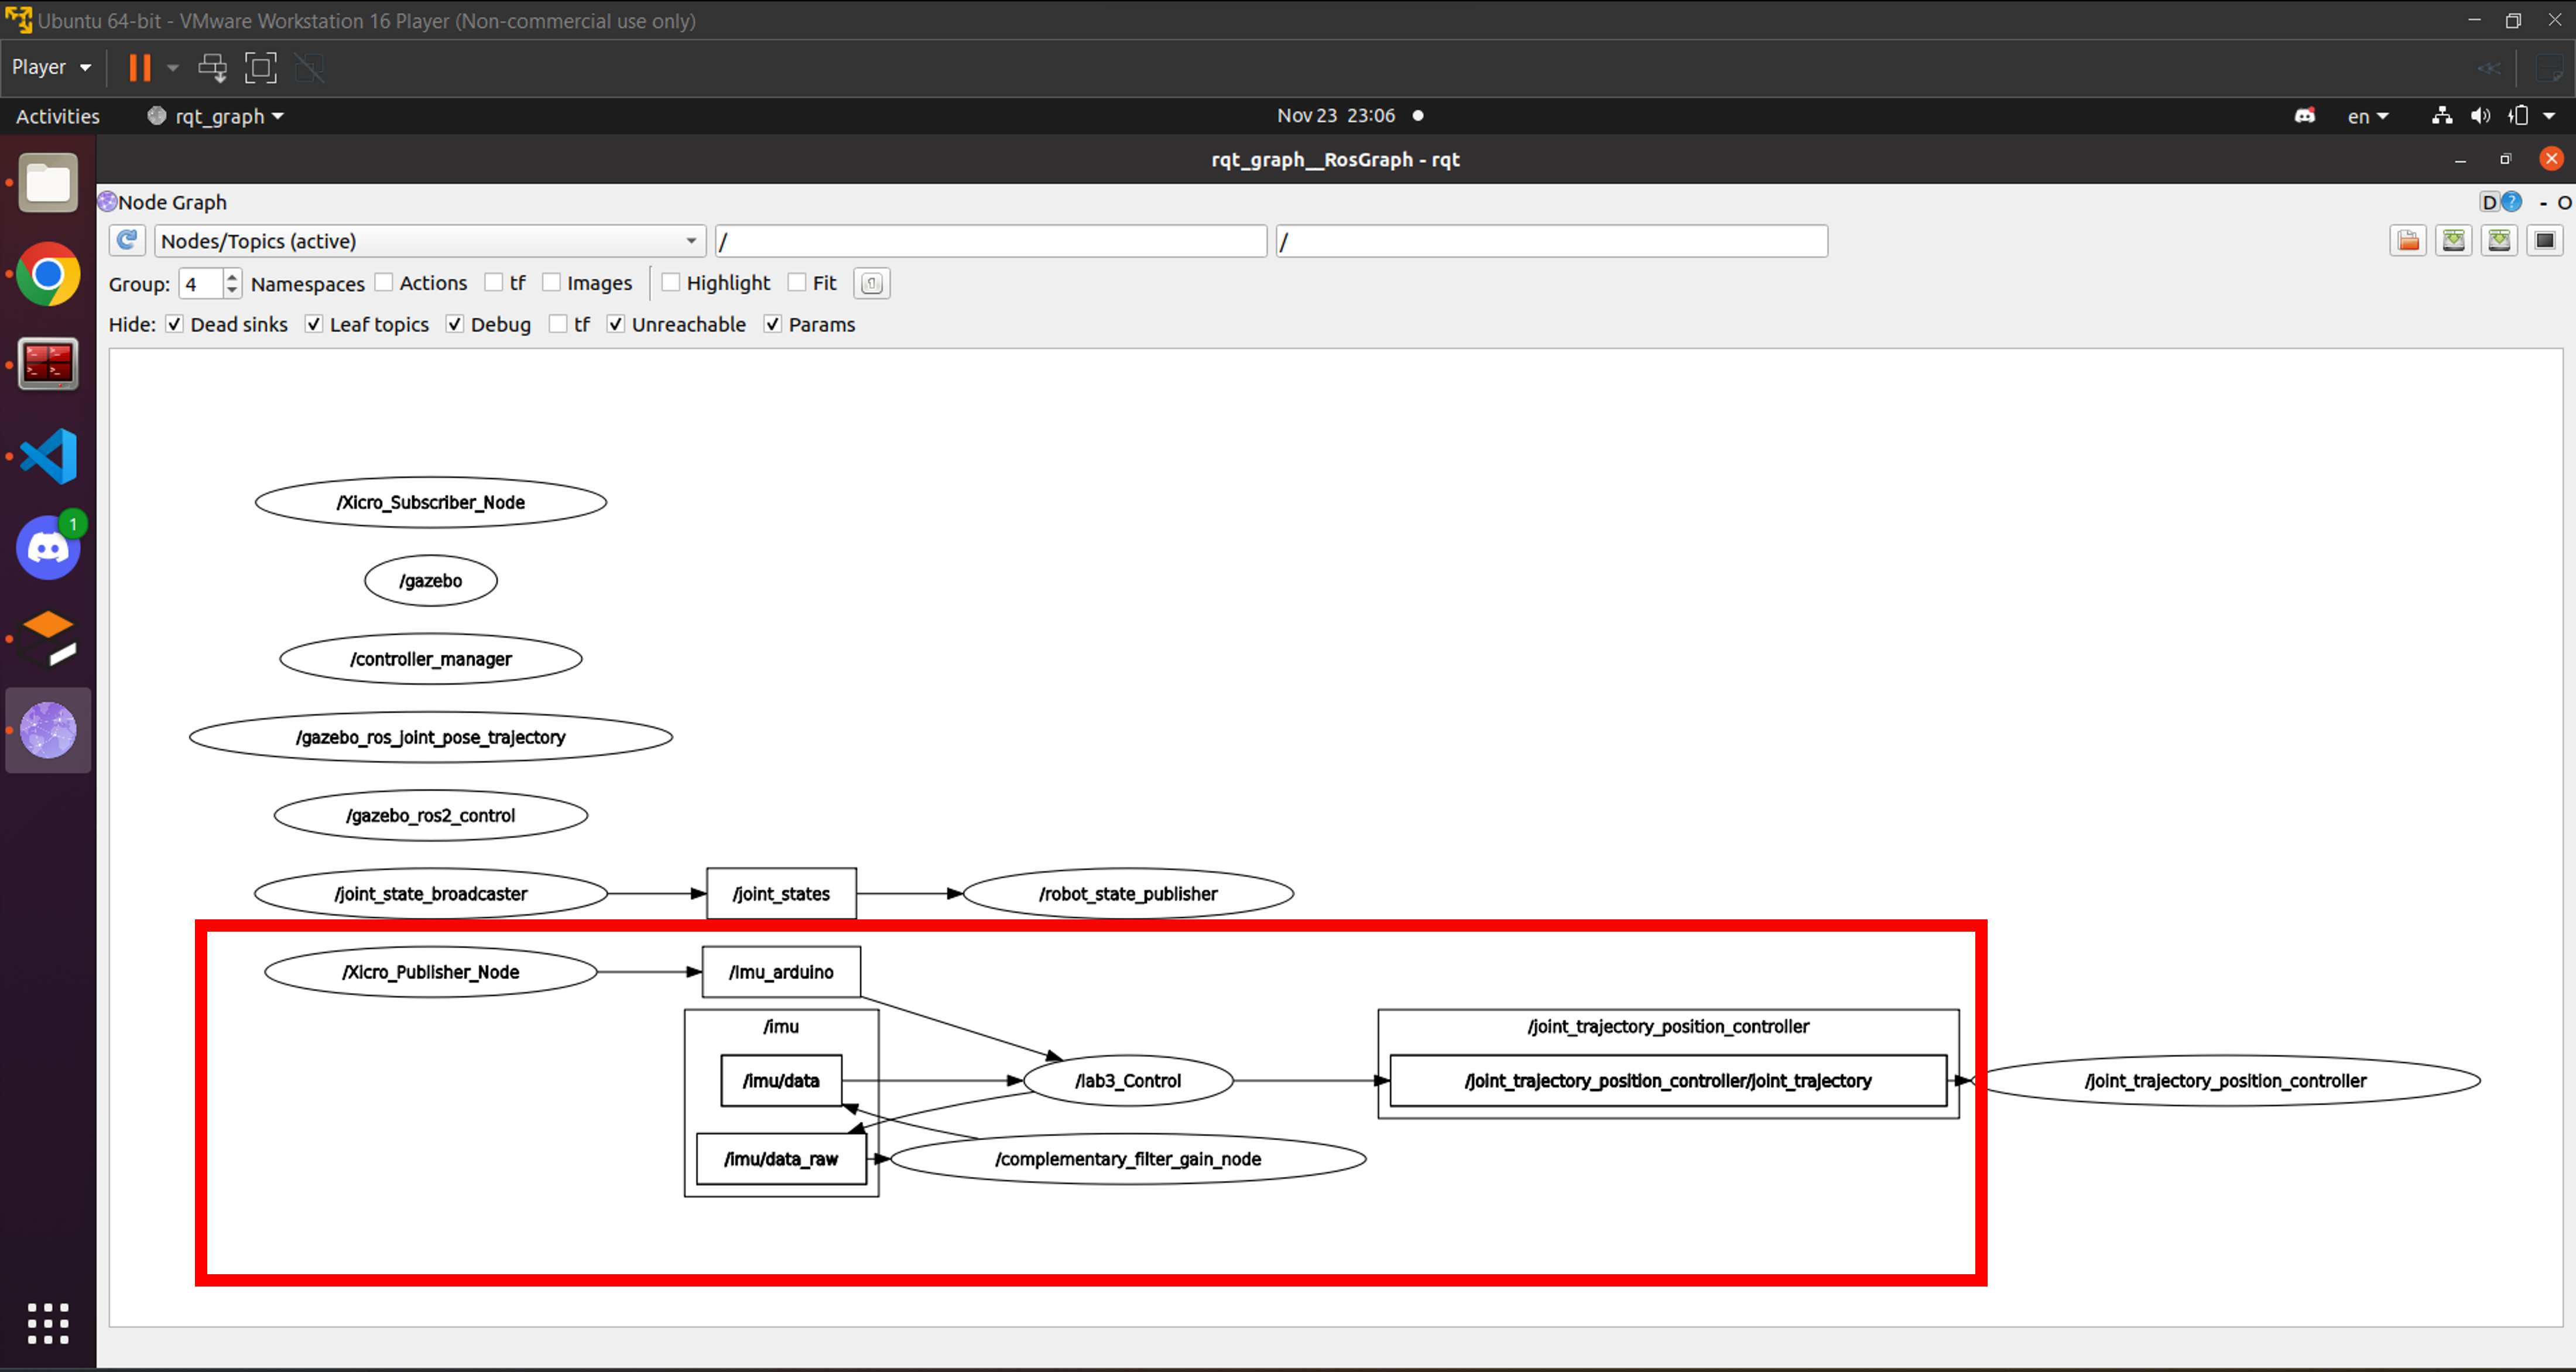 Ubuntu 64-bit - VMware Workstation 16 Player (Non-commercial use only)
Player
Activities rqt_graph Nov 23 23:06 en
rqt_graph__RosGraph - rqt
Node Graph D ? - O
Nodes/Topics (active) / /
Group: 4 Namespaces Actions tf Images Highlight Fit
Hide: Dead sinks Leaf topics Debug tf Unreachable Params
1
/Xicro_Subscriber_Node
/gazebo
/controller_manager
/gazebo_ros_joint_pose_trajectory
/gazebo_ros2_control
/joint_state_broadcaster /joint_states /robot_state_publisher
/Xicro_Publisher_Node /imu_arduino
/imu /joint_trajectory_position_controller
/imu/data /lab3_Control /joint_trajectory_position_controller/joint_trajectory /joint_trajectory_position_controller
/imu/data_raw /complementary_filter_gain_node